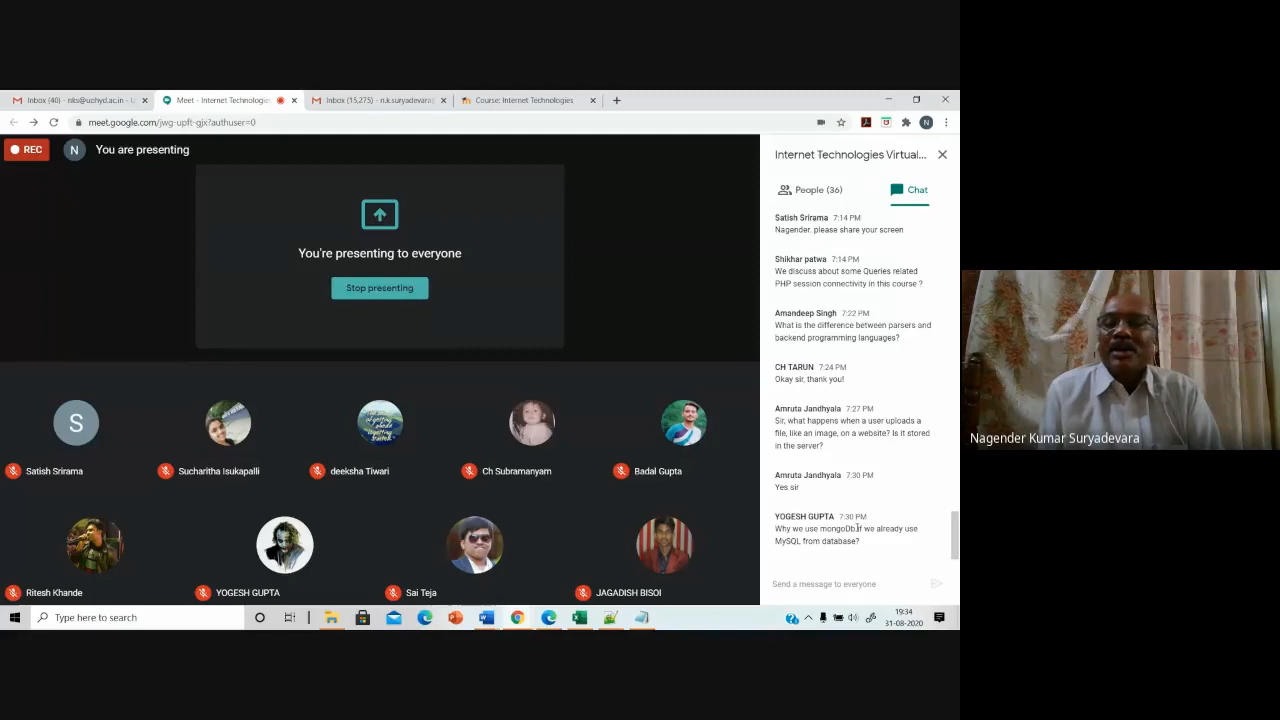 Inbox (40) - nks@uohyd.ac.in - U
Meet - Internet Technologies
Inbox (15,275) - n.k.suryadevara@
Course: Internet Technologies
meet.google.com/jwg-upft-gjx?authuser=0
N
REC
N
You are presenting
Internet Technologies Virtual...
People (36)
Chat
You're presenting to everyone
Stop presenting
Satish Srirama 7:14 PM
Nagender, please share your screen
Shikhar patwa 7:14 PM
We discuss about some Queries related
PHP session connectivity in this course ?
Amandeep Singh 7:22 PM
What is the difference between parsers and
backend programming languages?
CH TARUN 7:24 PM
Okay sir, thank you!
Amruta Jandhyala 7:27 PM
Sir, what happens when a user uploads a
file, like an image, on a website? Is it stored
in the server?
Amruta Jandhyala 7:30 PM
Yes sir
YOGESH GUPTA 7:30 PM
Why we use mongoDb if we already use
MySQL from database?
Send a message to everyone
S
Satish Srirama
Sucharitha Isukapalli
deeksha Tiwari
Ch Subramanyam
Badal Gupta
Ritesh Khande
YOGESH GUPTA
Sai Teja
JAGADISH BISOI
Nagender Kumar Suryadevara
Type here to search
19:34
31-08-2020